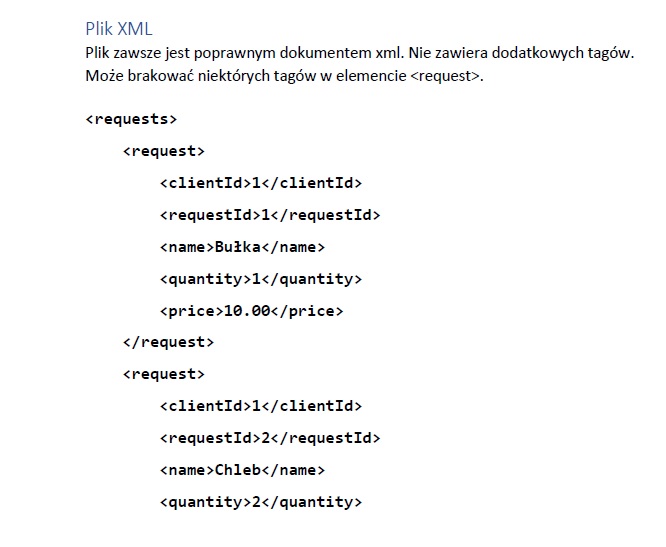 Plik XML
Plik zawsze jest poprawnym dokumentem xml. Nie zawiera dodatkowych tagów.
Może brakować niektórych tagów w elemencie <request>.
<requests>
<request>
<clientId>1</clientId>
<requestId>1</requestId>
<name>Bułka</name>
<quantity>1</quantity>
<price>10.00</price>
</request>
<request>
<clientId>1</clientId>
<requestId>2</requestId>
<name>Chleb</name>
<quantity>2</quantity>